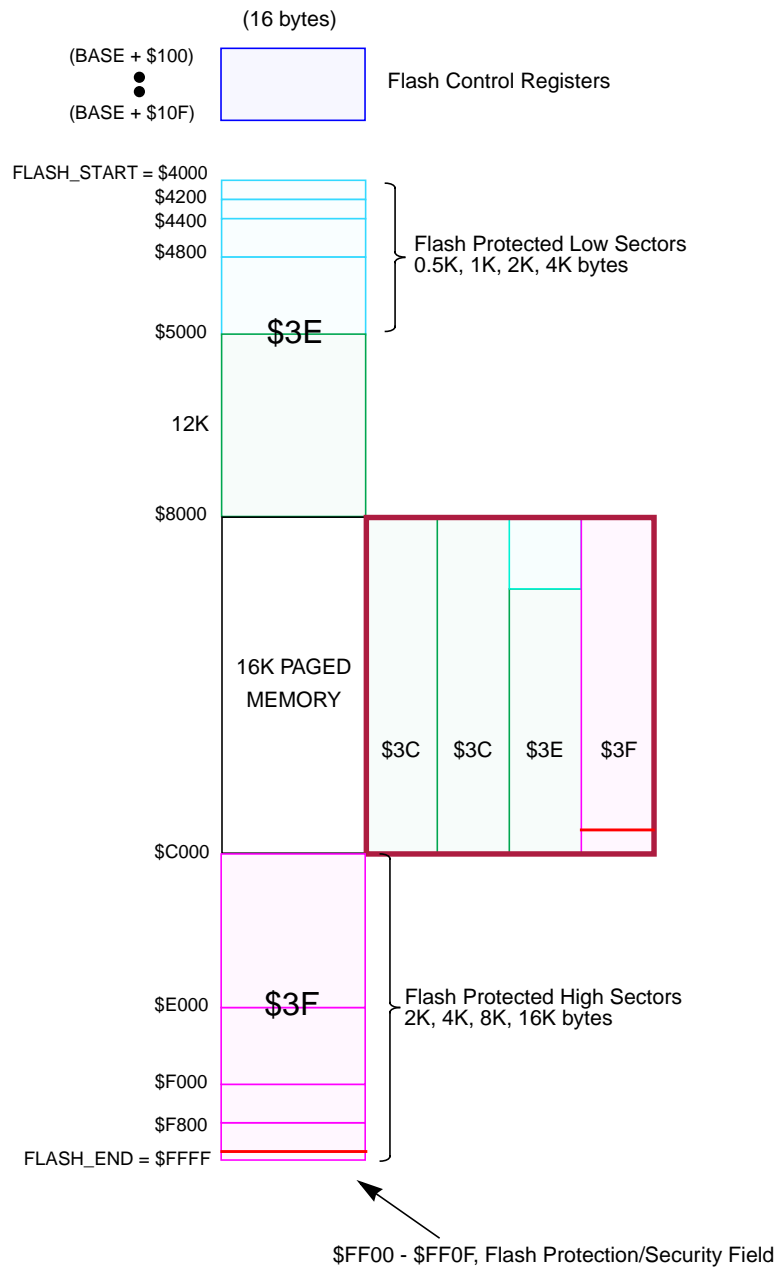 (16 bytes)
(BASE + $100)
(BASE + $10F)
Flash Control Registers
FLASH_START = $4000
$4200
$4400
$4800
Flash Protected Low Sectors
0.5K, 1K, 2K, 4K bytes
$5000
$3E
12K
$8000
16K PAGED
MEMORY
$3C
$3C
$3E
$3F
$C000
$E000
$3F
Flash Protected High Sectors
2K, 4K, 8K, 16K bytes
$F000
$F800
FLASH_END = $FFFF
$FF00 - $FF0F, Flash Protection/Security Field